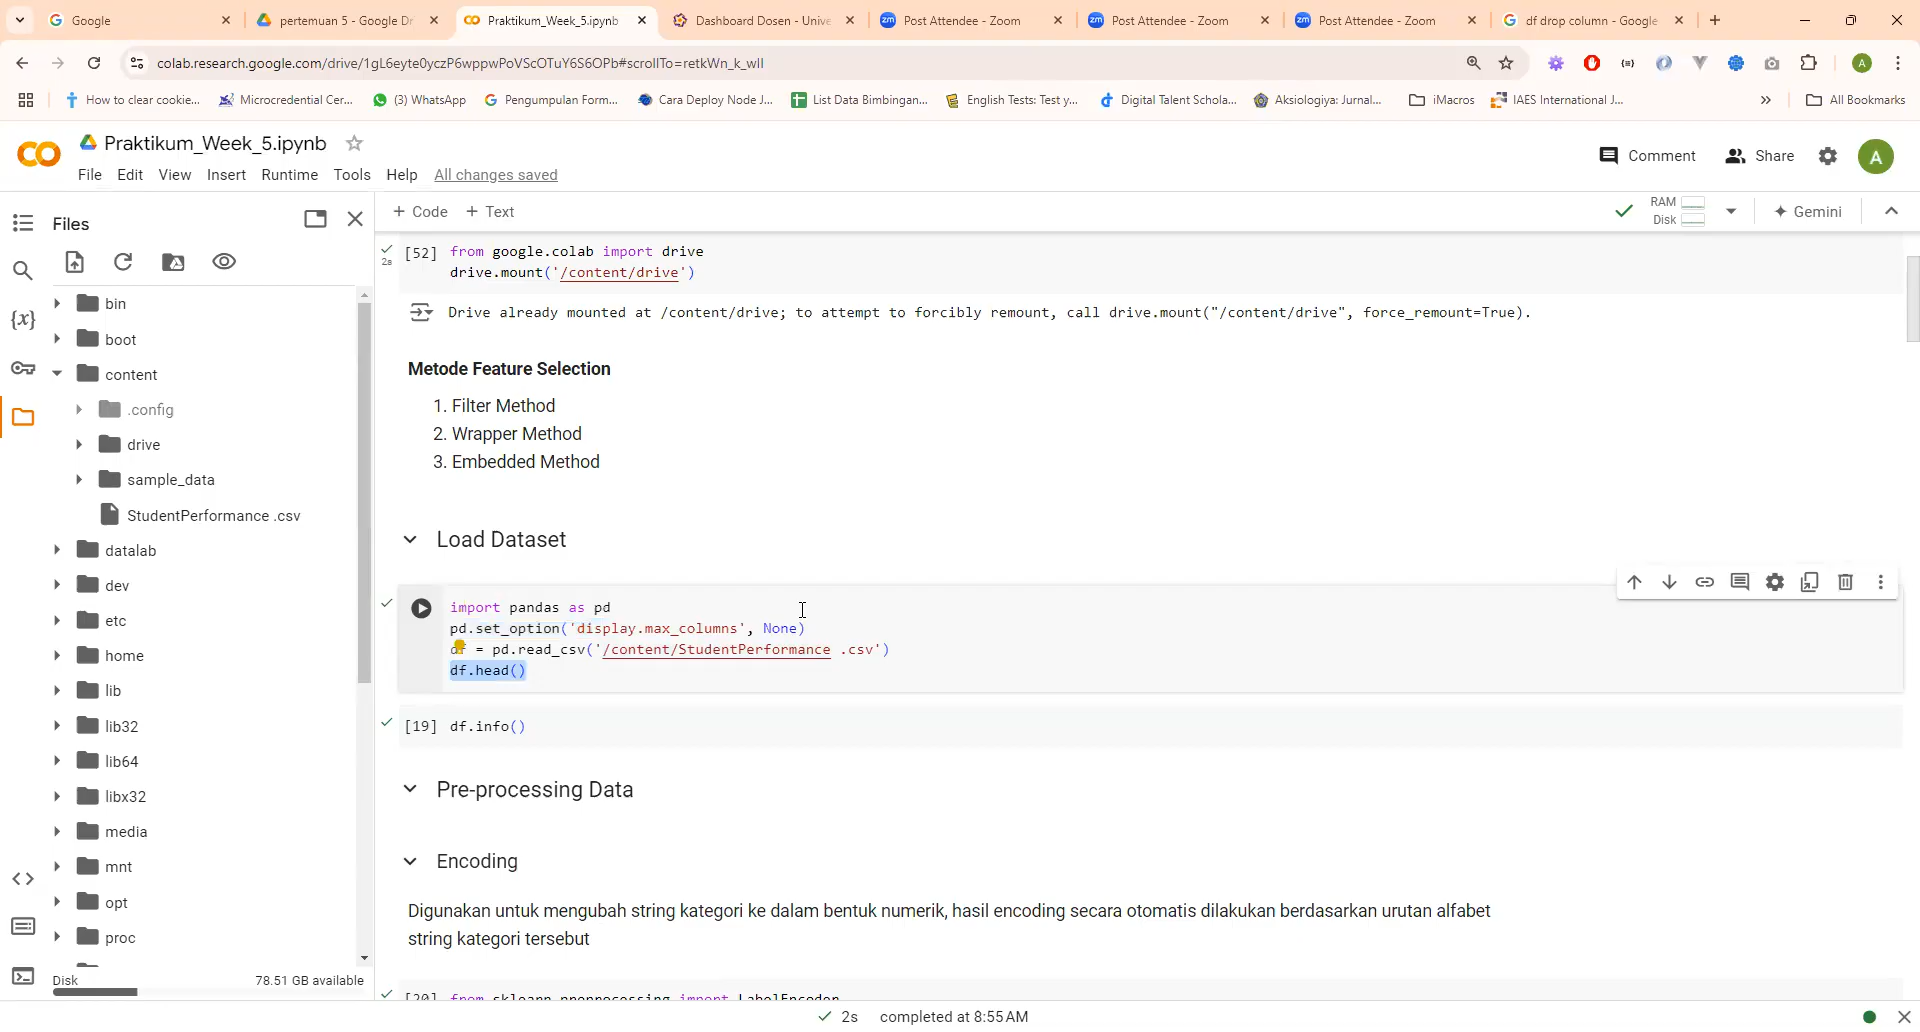 Google
pertemuan 5 - Google Dr
Praktikum_Week_5.ipynb
Dashboard Dosen - Unive
Post Attendee - Zoom
Post Attendee - Zoom
Post Attendee - Zoom
df drop column - Google
colab.research.google.com/drive/1gL6eyte0yczP6wppwPoVScOTuY6S6OPb#scrollTo=retkWn_k_wII
A
How to clear cookie...
Microcredential Cer...
(3) WhatsApp
Pengumpulan Form...
Cara Deploy Node J...
List Data Bimbingan...
English Tests: Test y...
Digital Talent Schola...
Aksiologiya: Jurnal...
iMacros
IAES International J...
All Bookmarks
Praktikum_Week_5.ipynb
File Edit View Insert Runtime Tools Help All changes saved
Comment
Share
A
Files
+ Code + Text
RAM
Disk
Gemini
bin
boot
content
.config
drive
sample_data
StudentPerformance .csv
datalab
dev
etc
home
lib
lib32
lib64
libx32
media
mnt
opt
proc
Disk 78.51 GB available
2s
[52] from google.colab import drive
drive.mount('/content/drive')
Drive already mounted at /content/drive; to attempt to forcibly remount, call drive.mount("/content/drive", force_remount=True).
Metode Feature Selection
1. Filter Method
2. Wrapper Method
3. Embedded Method
Load Dataset
import pandas as pd
pd.set_option('display.max_columns', None)
df = pd.read_csv('/content/StudentPerformance .csv')
df.head()
[19] df.info()
Pre-processing Data
Encoding
Digunakan untuk mengubah string kategori ke dalam bentuk numerik, hasil encoding secara otomatis dilakukan berdasarkan urutan alfabet
string kategori tersebut
[20] from sklearn.preprocessing import LabelEncoder
2s completed at 8:55 AM